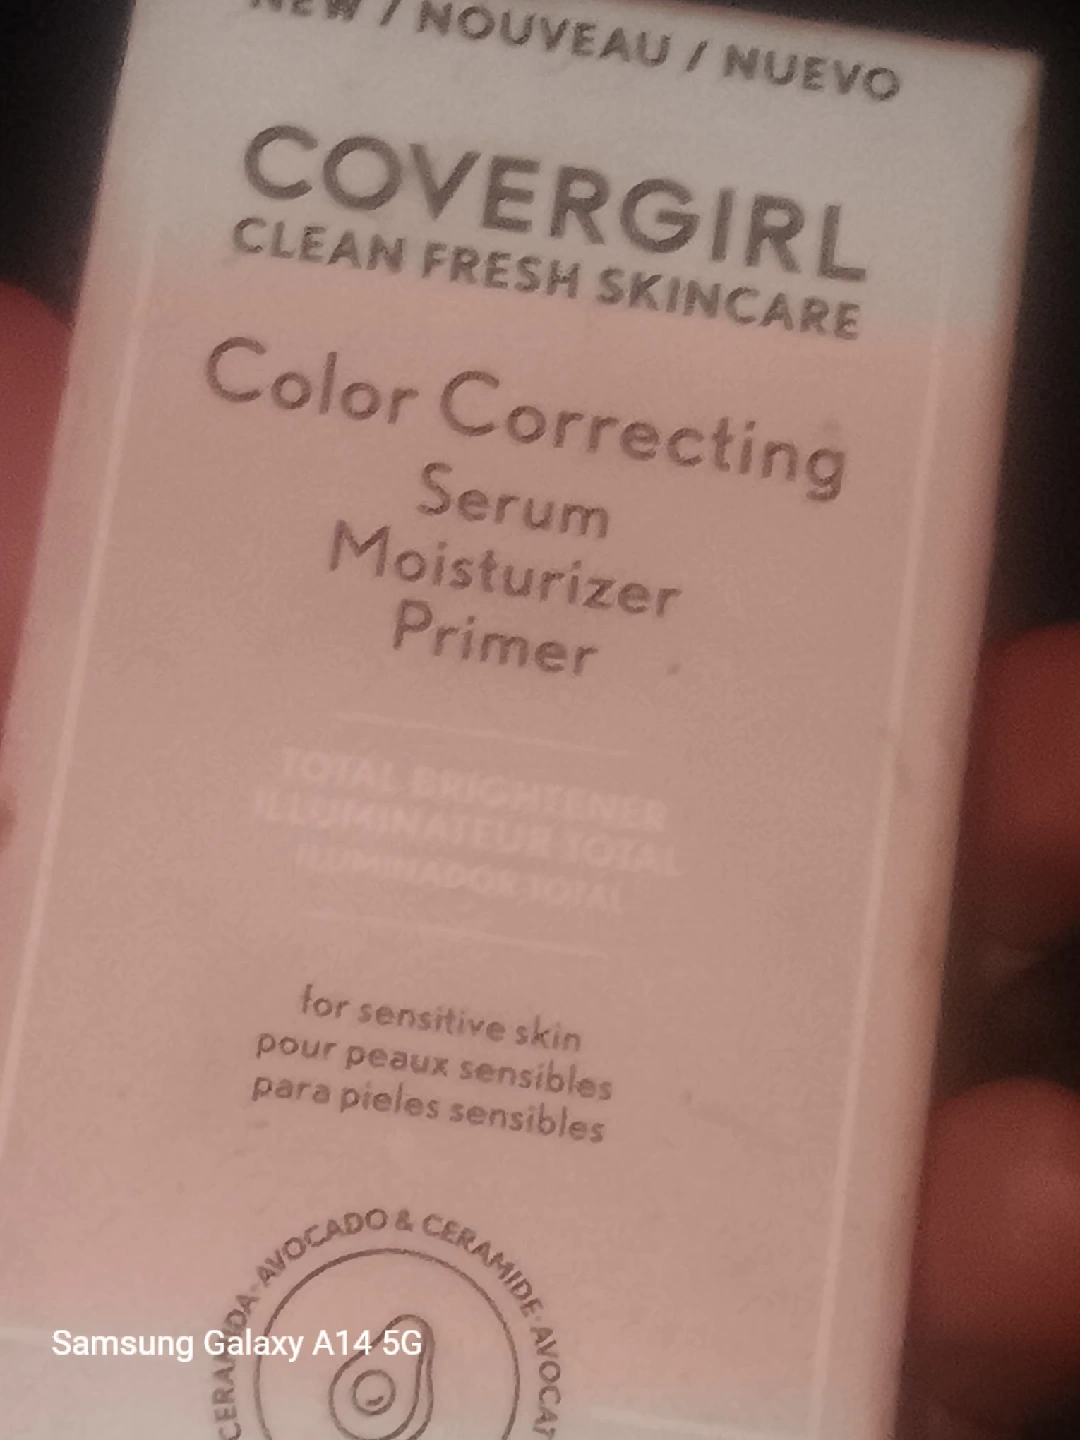 NEW / NOUVEAU / NUEVO
COVERGIRL
CLEAN FRESH SKINCARE
Color Correcting
Serum
Moisturizer
Primer
TOTAL BRIGHTENER
ILLUMINATEUR TOTAL
ILUMINADOR TOTAL
for sensitive skin
pour peaux sensibles
para pieles sensibles
AVOCADO & CERAMIDE·AVOCAT
Samsung Galaxy A14 5G